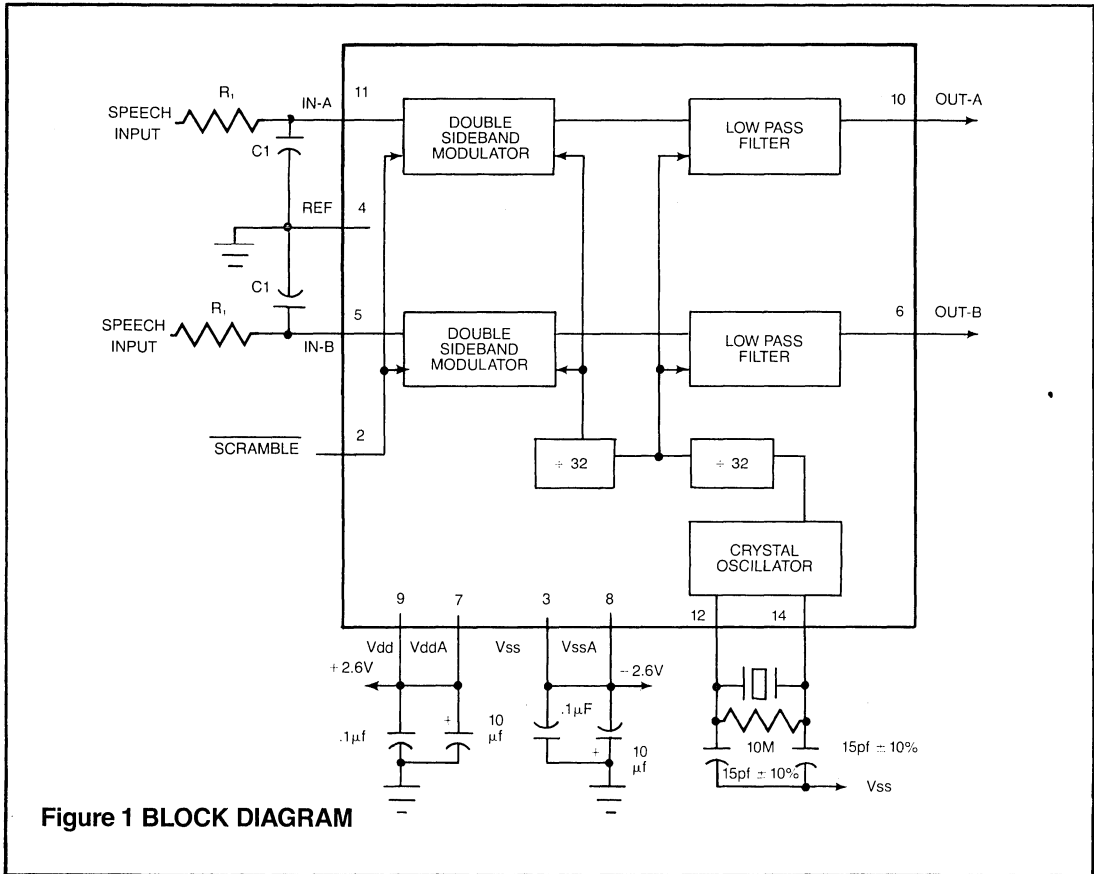 R₁
SPEECH
INPUT
IN-A
11
C1
DOUBLE
SIDEBAND
MODULATOR
LOW PASS
FILTER
10
OUT-A
REF
4
C1
R₁
SPEECH
INPUT
5
IN-B
DOUBLE
SIDEBAND
MODULATOR
LOW PASS
FILTER
6
OUT-B
SCRAMBLE
2
÷ 32
÷ 32
CRYSTAL
OSCILLATOR
9
7
3
8
12
14
Vdd
VddA
Vss
VssA
+2.6V
−2.6V
.1µf
+
10
µf
.1µF
+
10
µf
10M
15pf ± 10%
15pf ± 10%
Vss
Figure 1 BLOCK DIAGRAM